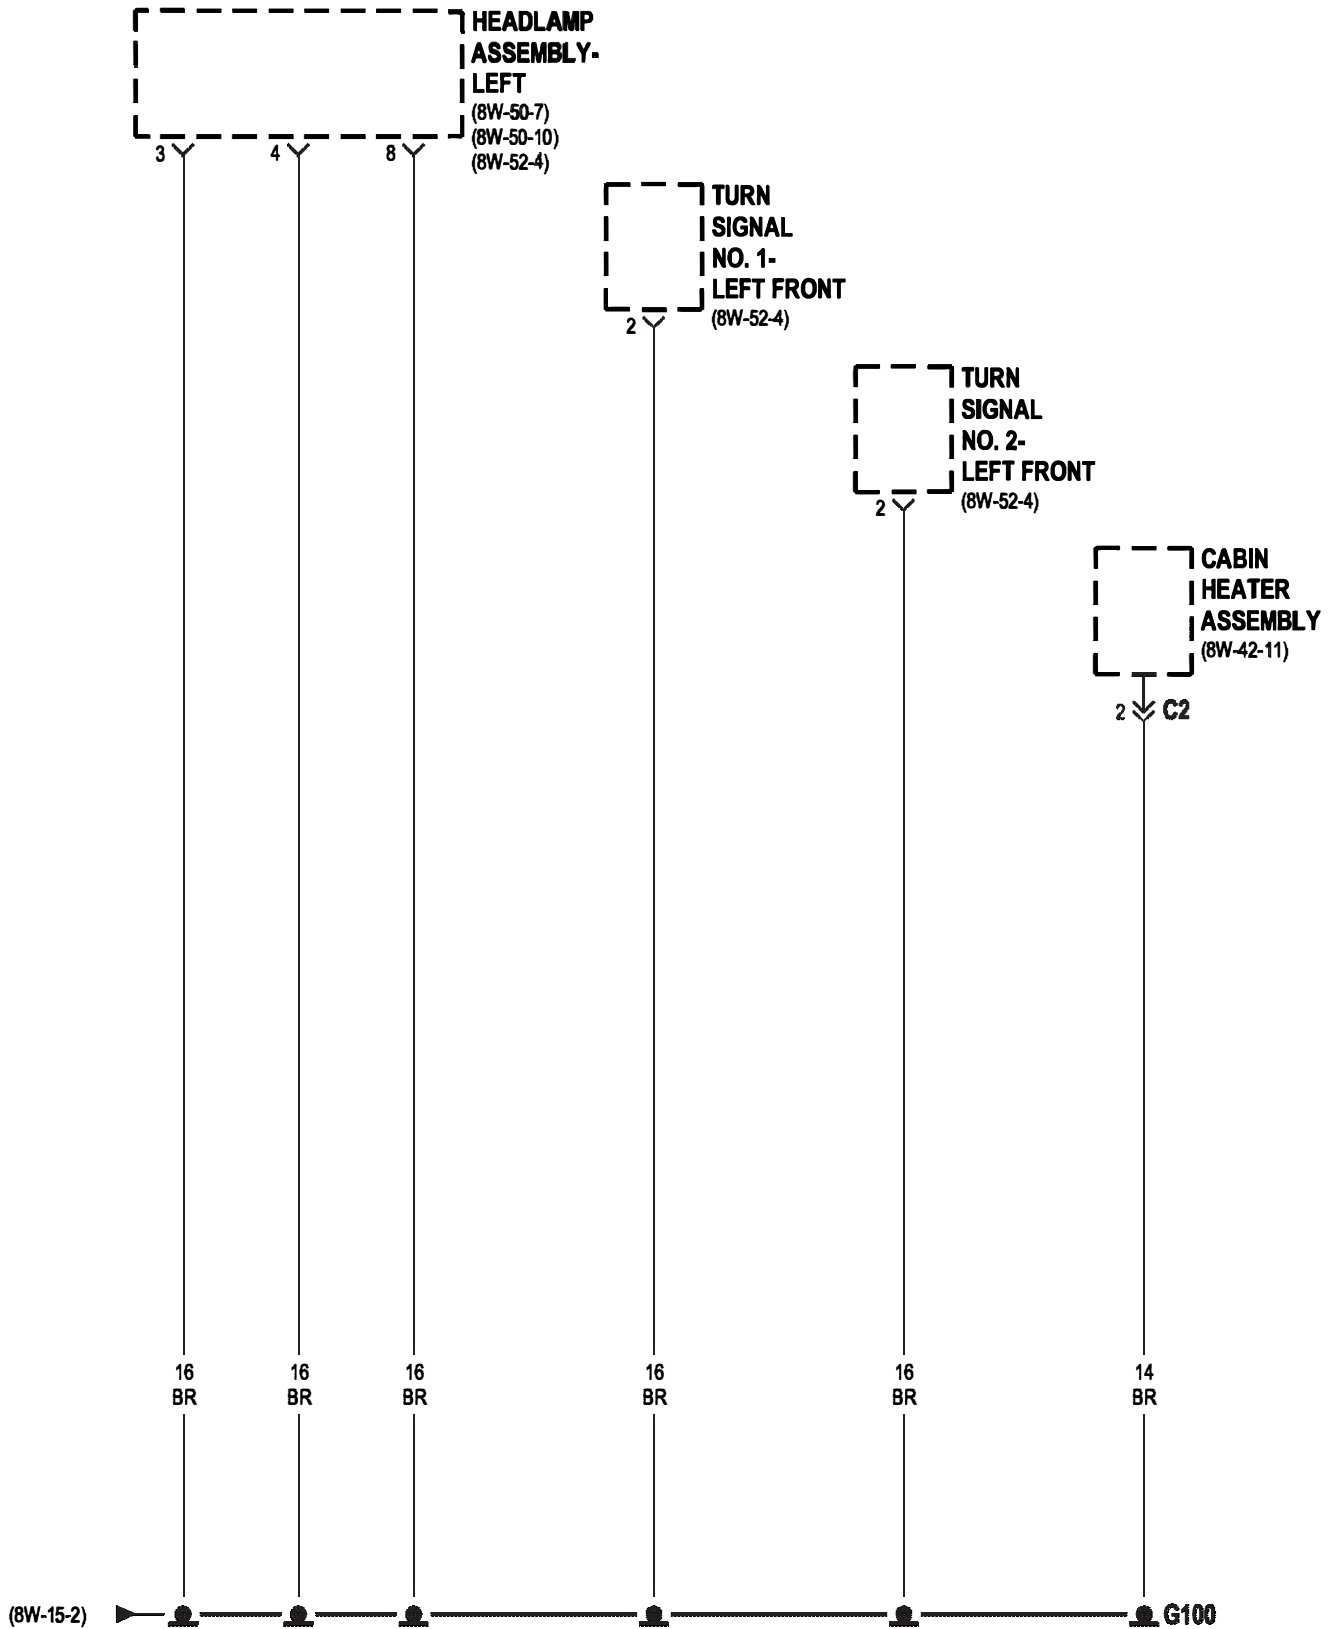 HEADLAMP
ASSEMBLY-
LEFT
(8W-50-7)
(8W-50-10)
(8W-52-4)
3
4
8
TURN
SIGNAL
NO. 1-
LEFT FRONT
(8W-52-4)
2
TURN
SIGNAL
NO. 2-
LEFT FRONT
(8W-52-4)
2
CABIN
HEATER
ASSEMBLY
(8W-42-11)
2 C2
16 16 16 16 16 14
BR BR BR BR BR BR
(8W-15-2) G100